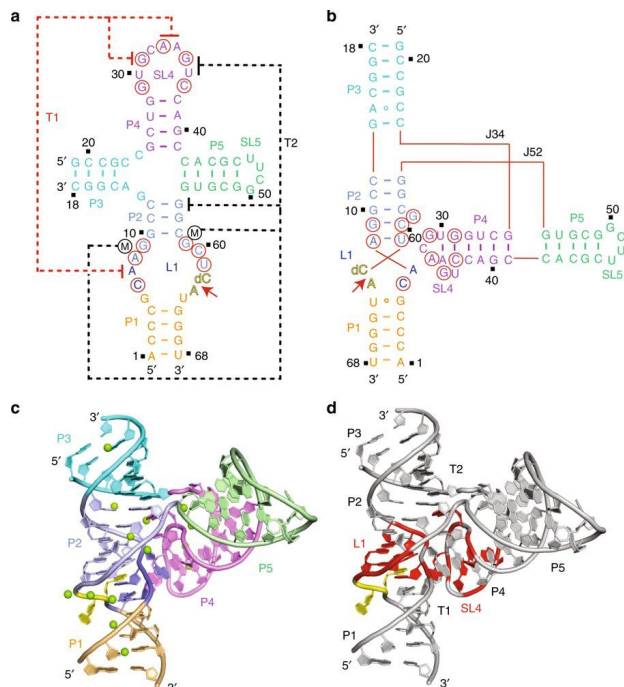 a
C A A
G G
U U
30
SL4
G C
G C
U A
P4
C G
G C
40
T1
T2
20
5′ G C C G C C
3′ C G G C A G
18
P3
P5
SL5
C A C G C U U
G U G C G G C
50
P2
10
M
M
60
L1
dC
A
P1
G U
C G
C G
C G
1 A U 68
5′ 3′
b
3′ 5′
18 C G
G C 20
G C
P3
J34
J52
P2
10
60
30
P4
P5
50
G U G C G G
C A C G C U
SL5
SL4
40
L1
dC
A
A
C
P1
U G
G C
G C
G C
68 U A 1
3′ 5′
c
3′
P3
5′
P2
P5
P4
P1
5′
3′
d
3′
P3
5′
T2
P2
L1
P5
P4
T1
SL4
P1
5′
3′